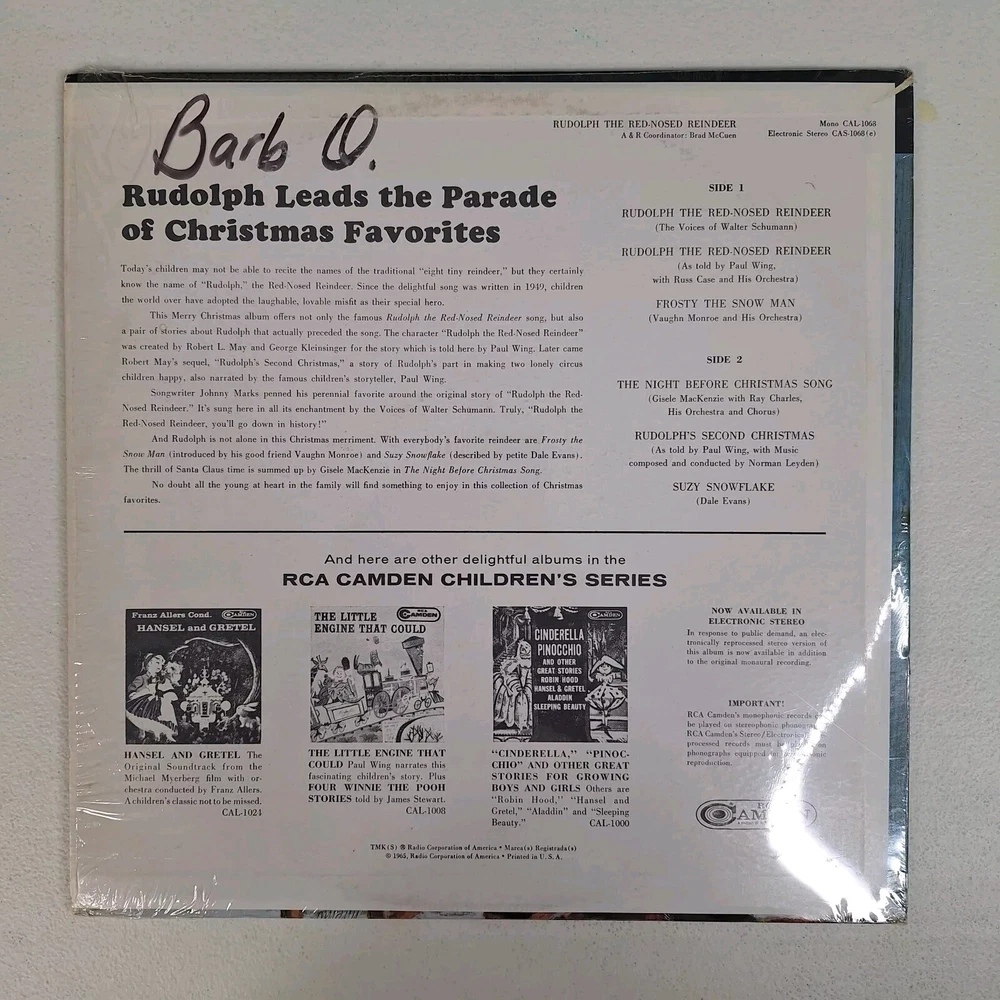 Barb O.
RUDOLPH THE RED-NOSED REINDEER
A & R Coordinator: Brad McCuen
Mono CAL-1068
Electronic Stereo CAS-1068(e)
Rudolph Leads the Parade
of Christmas Favorites
Today's children may not be able to recite the names of the traditional "eight tiny reindeer," but they certainly
know the name of "Rudolph," the Red-Nosed Reindeer. Since the delightful song was written in 1949, children
the world over have adopted the laughable, lovable misfit as their special hero.
This Merry Christmas album offers not only the famous Rudolph the Red-Nosed Reindeer song, but also
a pair of stories about Rudolph that actually preceded the song. The character "Rudolph the Red-Nosed Reindeer"
was created by Robert L. May and George Kleinsinger for the story which is told here by Paul Wing. Later came
Robert May's sequel, "Rudolph's Second Christmas," a story of Rudolph's part in making two lonely circus
children happy, also narrated by the famous children's storyteller, Paul Wing.
Songwriter Johnny Marks penned his perennial favorite around the original story of "Rudolph the Red-
Nosed Reindeer." It's sung here in all its enchantment by the Voices of Walter Schumann. Truly, "Rudolph the
Red-Nosed Reindeer, you'll go down in history!"
And Rudolph is not alone in this Christmas merriment. With everybody's favorite reindeer are Frosty the
Snow Man (introduced by his good friend Vaughn Monroe) and Suzy Snowflake (described by petite Dale Evans).
The thrill of Santa Claus time is summed up by Gisele MacKenzie in The Night Before Christmas Song.
No doubt all the young at heart in the family will find something to enjoy in this collection of Christmas
favorites.
SIDE 1
RUDOLPH THE RED-NOSED REINDEER
(The Voices of Walter Schumann)
RUDOLPH THE RED-NOSED REINDEER
(As told by Paul Wing,
with Russ Case and His Orchestra)
FROSTY THE SNOW MAN
(Vaughn Monroe and His Orchestra)
SIDE 2
THE NIGHT BEFORE CHRISTMAS SONG
(Gisele MacKenzie with Ray Charles,
His Orchestra and Chorus)
RUDOLPH'S SECOND CHRISTMAS
(As told by Paul Wing, with Music
composed and conducted by Norman Leyden)
SUZY SNOWFLAKE
(Dale Evans)
And here are other delightful albums in the
RCA CAMDEN CHILDREN'S SERIES
Franz Allers Cond. CAMDEN
HANSEL and GRETEL
HANSEL AND GRETEL The
Original Soundtrack from the
Michael Myerberg film with or-
chestra conducted by Franz Allers.
A children's classic not to be missed.
CAL-1024
THE LITTLE RCA CAMDEN
ENGINE THAT COULD
THE LITTLE ENGINE THAT
COULD Paul Wing narrates this
fascinating children's story. Plus
FOUR WINNIE THE POOH
STORIES told by James Stewart.
CAL-1008
CAMDEN
CINDERELLA
PINOCCHIO
AND OTHER
GREAT STORIES
ROBIN HOOD
HANSEL & GRETEL
ALADDIN
SLEEPING BEAUTY
"CINDERELLA," "PINOC-
CHIO" AND OTHER GREAT
STORIES FOR GROWING
BOYS AND GIRLS Others are
"Robin Hood," "Hansel and
Gretel," "Aladdin" and "Sleeping
Beauty." CAL-1000
NOW AVAILABLE IN
ELECTRONIC STEREO
In response to public demand, an elec-
tronically reprocessed stereo version of
this album is now available in addition
to the original monaural recording.
IMPORTANT!
RCA Camden's monophonic records
be played on stereophonic
RCA Camden's
processed records must
phonographs equipped
reproduction.
CAMDEN
TMK(S) ® Radio Corporation of America • Marca(s) Registrada(s)
© 1965, Radio Corporation of America • Printed in U. S. A.